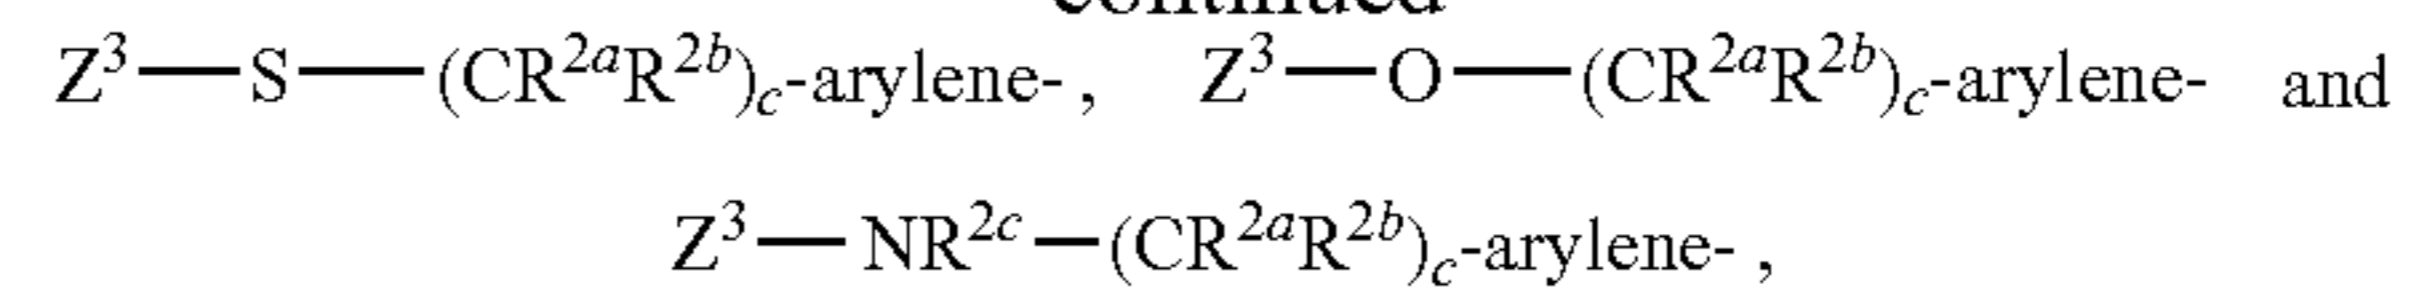 Z³—S—(CR²ᵃR²ᵇ)c-arylene- , Z³—O—(CR²ᵃR²ᵇ)c-arylene- and
Z³—NR²ᶜ—(CR²ᵃR²ᵇ)c-arylene- ,